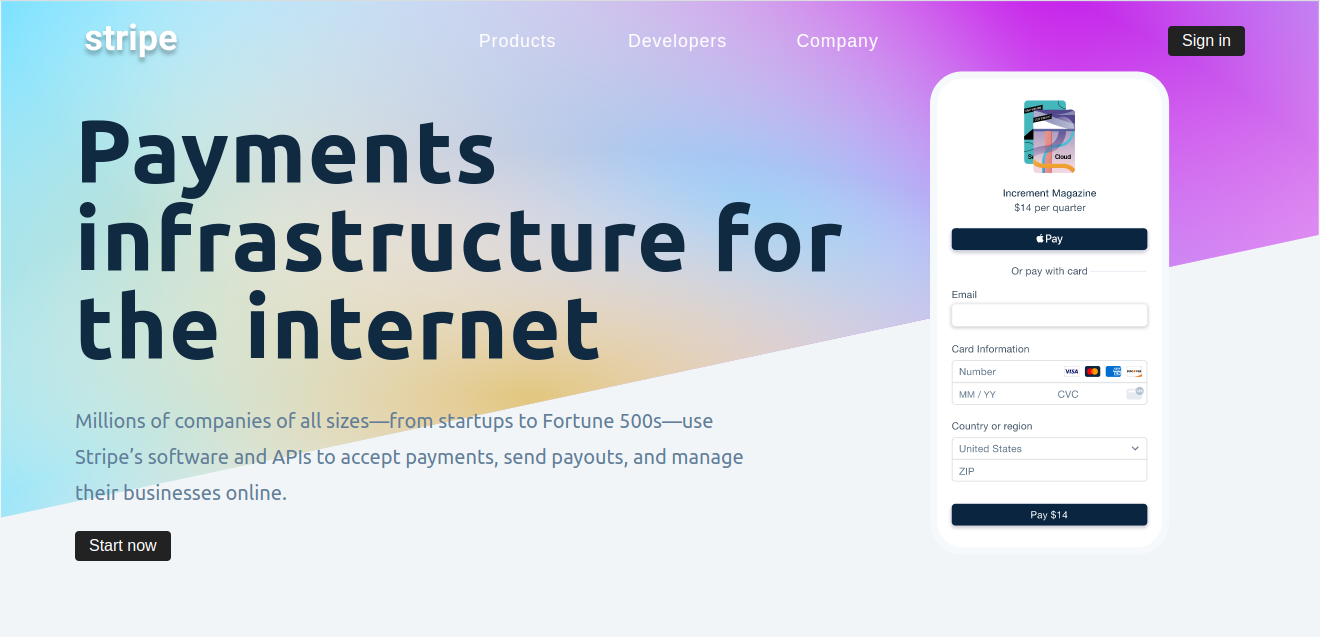 stripe
Products
Developers
Company
Sign in
Payments
infrastructure for
the internet
Millions of companies of all sizes—from startups to Fortune 500s—use
Stripe’s software and APIs to accept payments, send payouts, and manage
their businesses online.
Start now
Cloud
Increment Magazine
$14 per quarter
Pay
Or pay with card
Email
Card Information
Number
VISA
MM / YY
CVC
Country or region
United States
ZIP
Pay $14